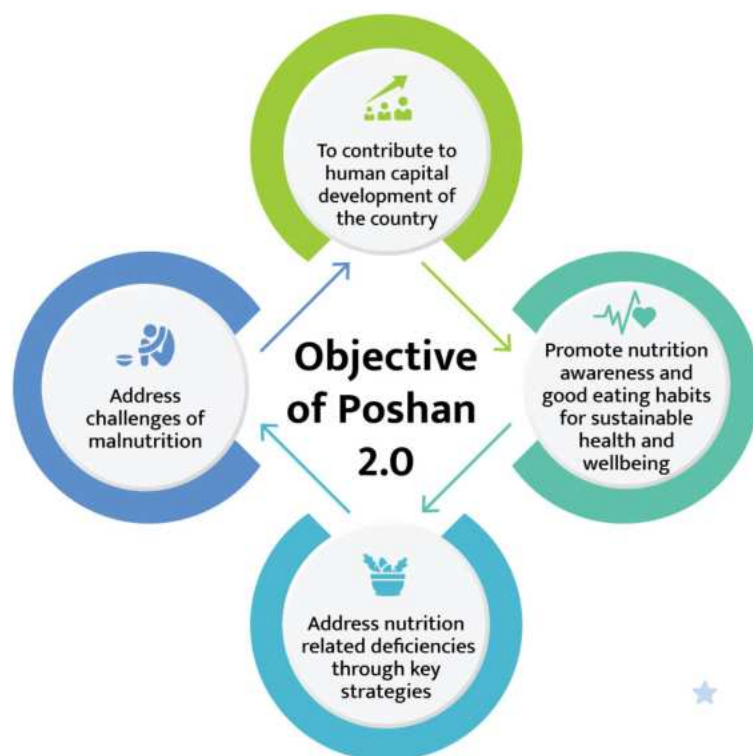 To contribute to
human capital
development of
the country
Promote nutrition
awareness and
good eating habits
for sustainable
health and
wellbeing
Address nutrition
related deficiencies
through key
strategies
Address
challenges of
malnutrition
Objective
of Poshan
2.0